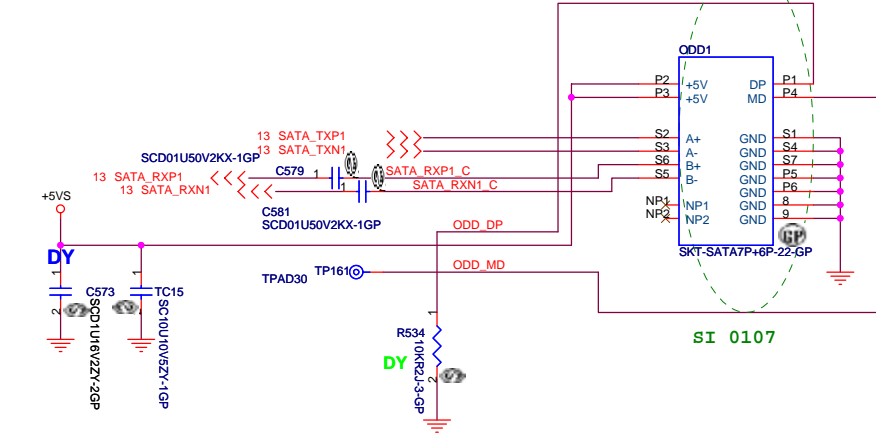 ODD1
P2 +5V DP P1
P3 +5V MD P4
13 SATA_TXP1 S2 A+ GND S1
13 SATA_TXN1 S3 A- GND S4
SCD01U50V2KX-1GP
C579 1 SATA_RXP1_C S6 B+ GND S7
13 SATA_RXP1 S5 B- GND P5
13 SATA_RXN1 1 SATA_RXN1_C GND P6
+5VS
NP1 NP1 GND 8
NP2 NP2 GND 9
C581
SCD01U50V2KX-1GP
ODD_DP
GP
SKT-SATA7P+6P-22-GP
DY
TPAD30 TP161 ODD_MD
1 C573 2 SCD1U16V2ZY-2GP
1 TC15 SC10U10V5ZY-1GP
SI 0107
1 R534 2 10KR2J-3-GP
DY